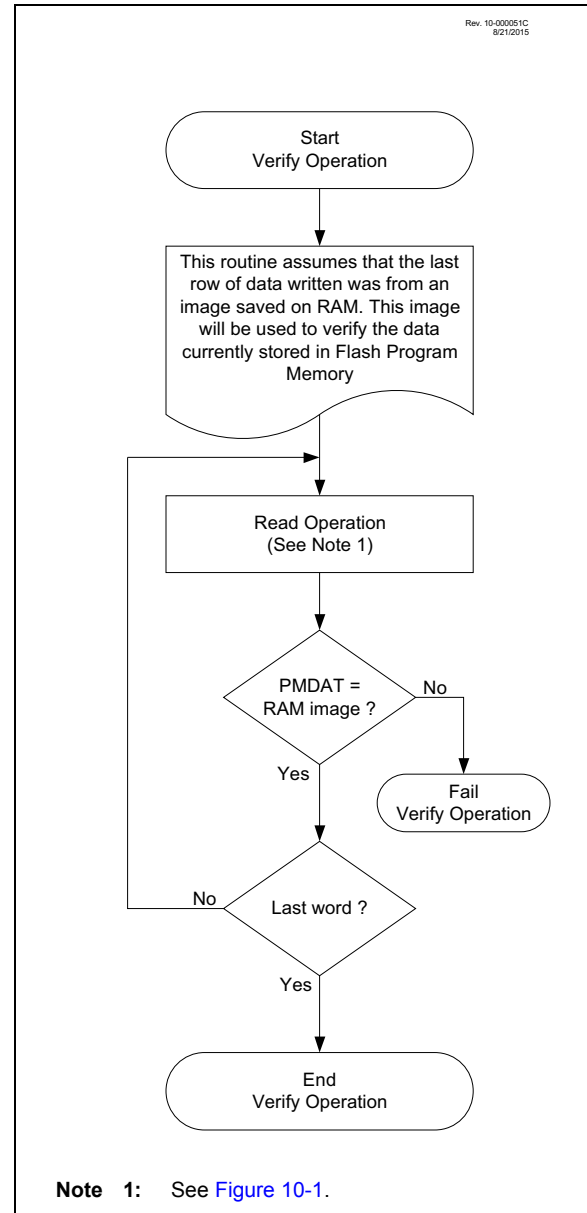 Rev. 10-000051C
8/21/2015
Start
Verify Operation
This routine assumes that the last
row of data written was from an
image saved on RAM. This image
will be used to verify the data
currently stored in Flash Program
Memory
Read Operation
(See Note 1)
PMDAT =
RAM image ?
No
Yes
Fail
Verify Operation
No
Last word ?
Yes
End
Verify Operation
Note 1: See Figure 10-1.